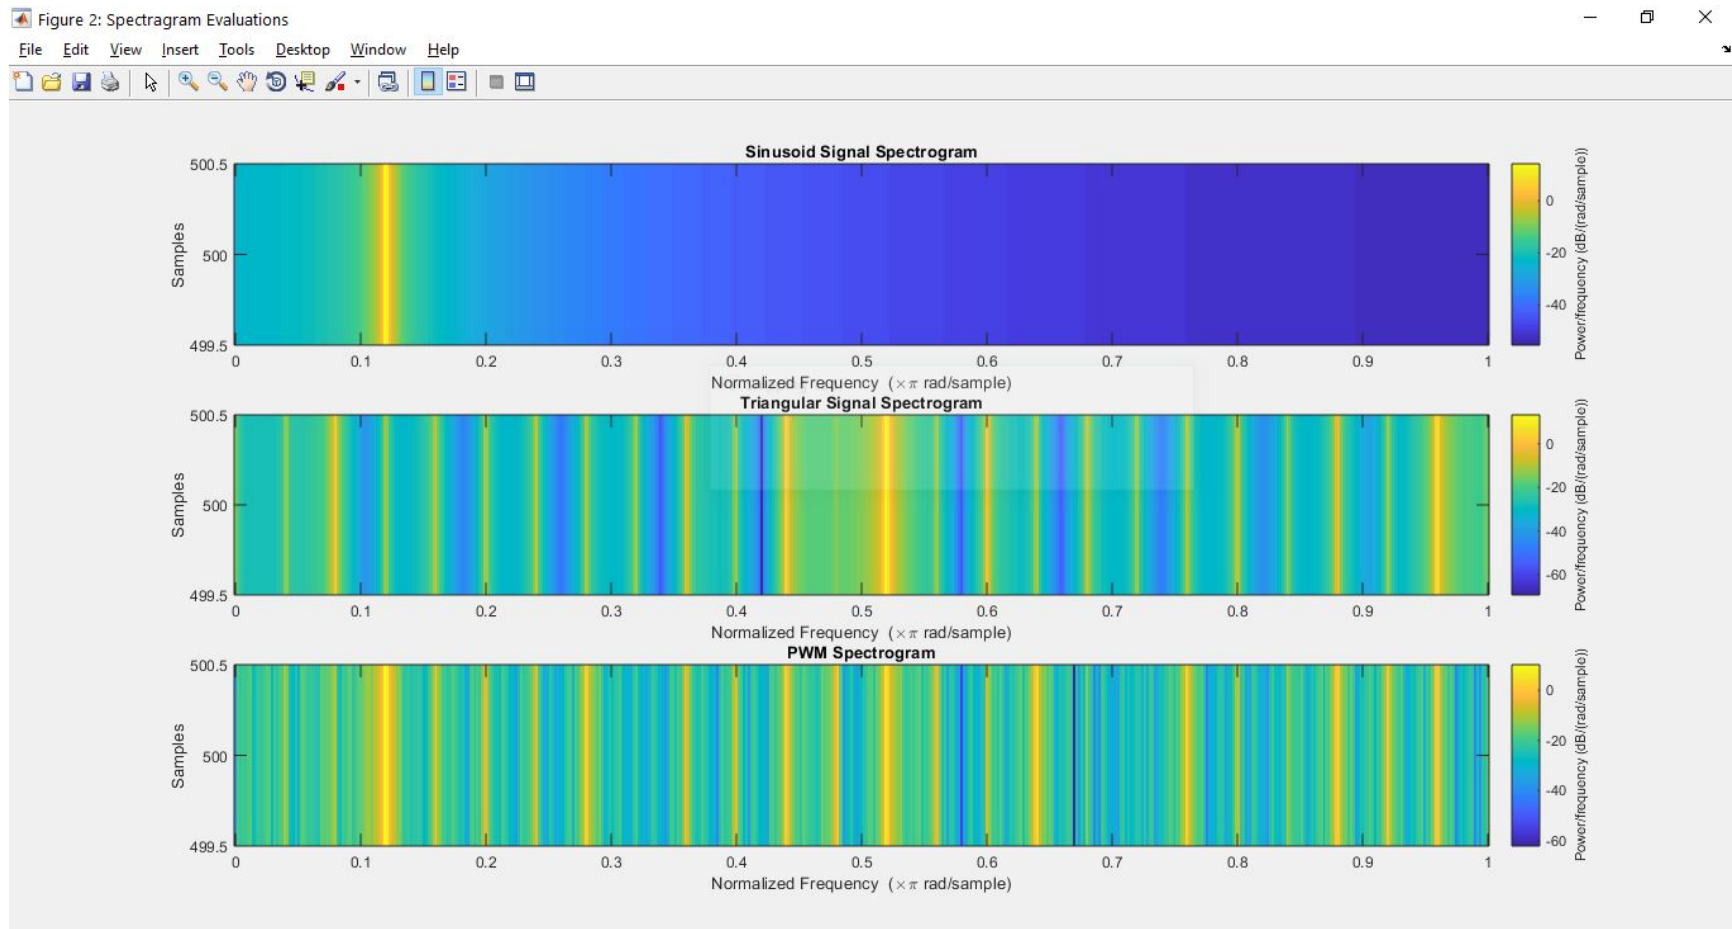 Figure 2: Spectragram Evaluations
File Edit View Insert Tools Desktop Window Help
Sinusoid Signal Spectrogram
500.5
500
499.5
Samples
0 0.1 0.2 0.3 0.4 0.5 0.6 0.7 0.8 0.9 1
Normalized Frequency (×π rad/sample)
0
-20
-40
Power/frequency (dB/(rad/sample))
Triangular Signal Spectrogram
500.5
500
499.5
Samples
0 0.1 0.2 0.3 0.4 0.5 0.6 0.7 0.8 0.9 1
Normalized Frequency (×π rad/sample)
0
-20
-40
-60
Power/frequency (dB/(rad/sample))
PWM Spectrogram
500.5
500
499.5
Samples
0 0.1 0.2 0.3 0.4 0.5 0.6 0.7 0.8 0.9 1
Normalized Frequency (×π rad/sample)
0
-20
-40
-60
Power/frequency (dB/(rad/sample))